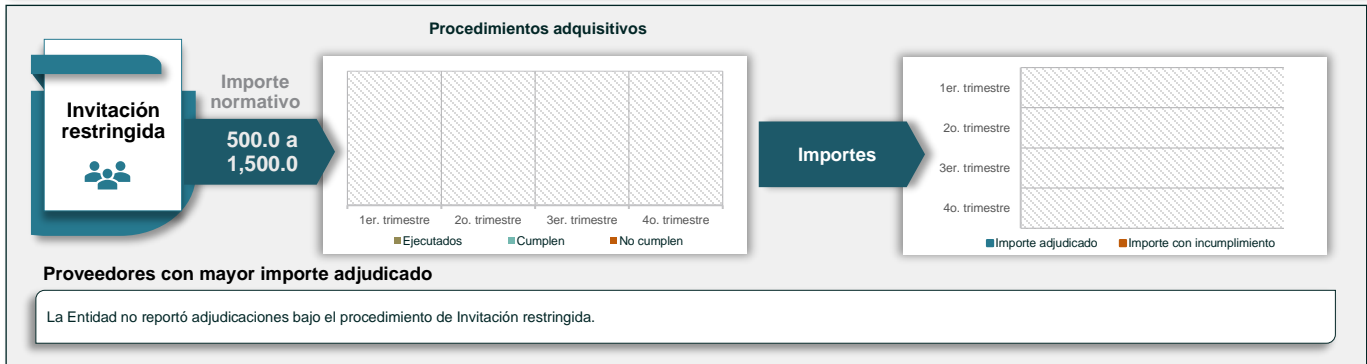 Procedimientos adquisitivos
Invitación
restringida
Importe
normativo
500.0 a
1,500.0
1er. trimestre
2o. trimestre
3er. trimestre
4o. trimestre
Ejecutados
Cumplen
No cumplen
Importes
1er. trimestre
2o. trimestre
3er. trimestre
4o. trimestre
Importe adjudicado
Importe con incumplimiento
Proveedores con mayor importe adjudicado
La Entidad no reportó adjudicaciones bajo el procedimiento de Invitación restringida.